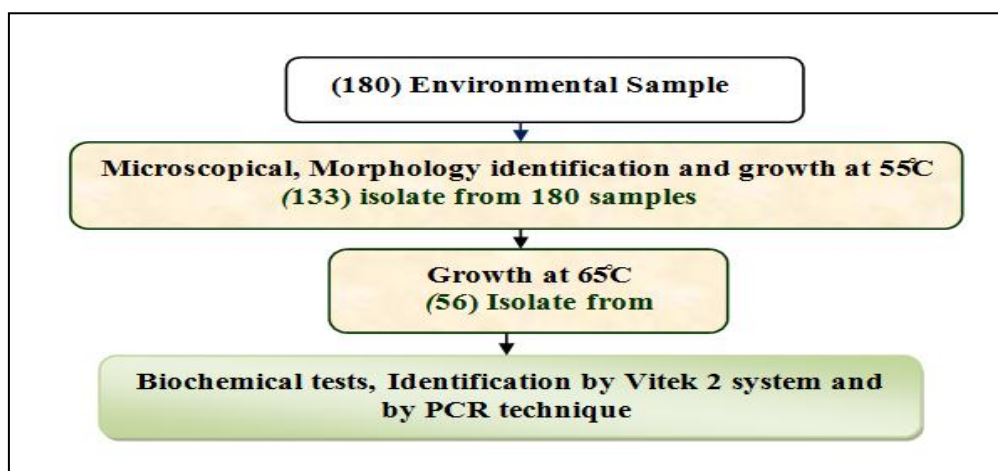 (180) Environmental Sample
Microscopical, Morphology identification and growth at 55°C
(133) isolate from 180 samples
Growth at 65°C
(56) Isolate from
Biochemical tests, Identification by Vitek 2 system and
by PCR technique